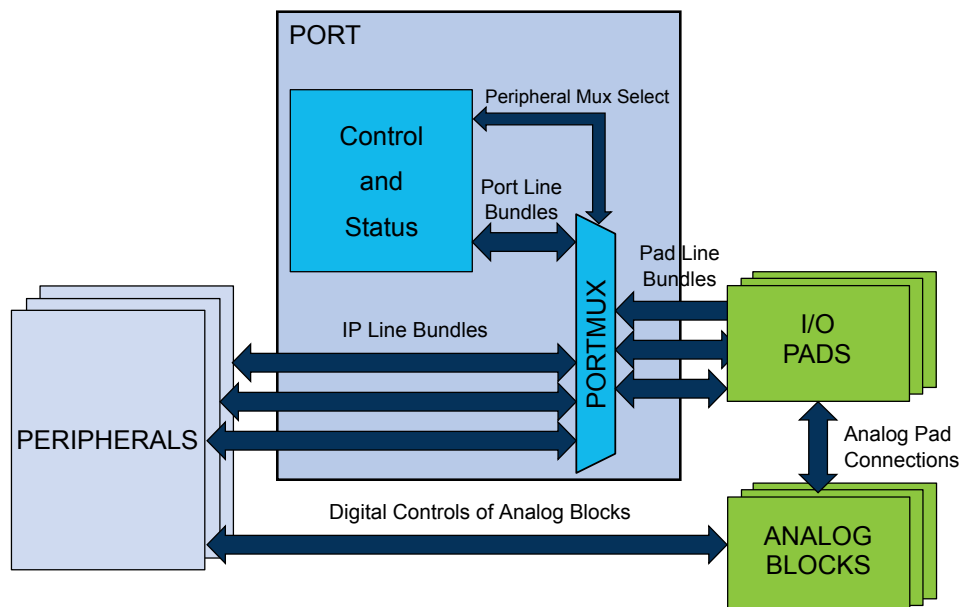 PORT
Peripheral Mux Select
Control
and
Status
Port Line
Bundles
Pad Line
Bundles
PORTMUX
I/O
PADS
IP Line Bundles
PERIPHERALS
Analog Pad
Connections
Digital Controls of Analog Blocks
ANALOG
BLOCKS